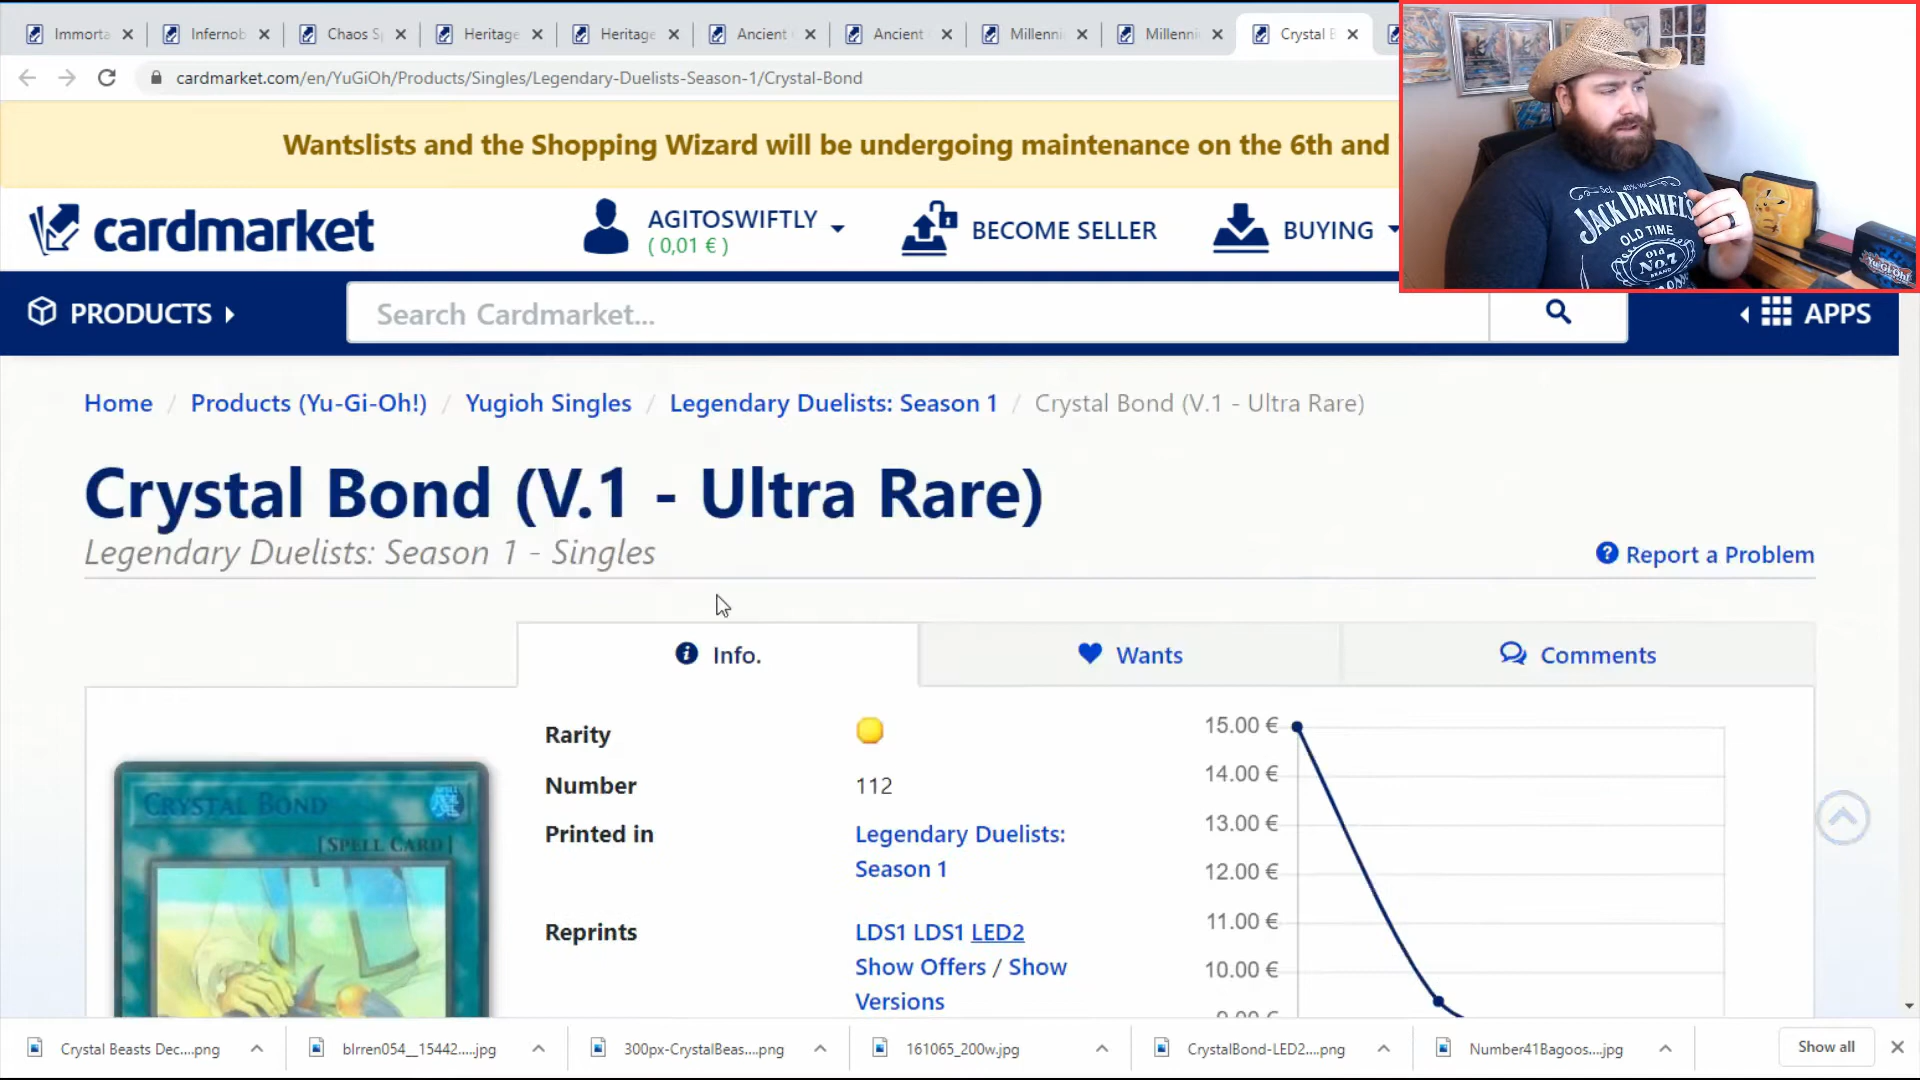 Immorta
Infernob
Chaos S
Heritage
Heritage
Ancient
Ancient
Millenni
Millenni
Crystal B
cardmarket.com/en/YuGiOh/Products/Singles/Legendary-Duelists-Season-1/Crystal-Bond
Wantslists and the Shopping Wizard will be undergoing maintenance on the 6th and
cardmarket
AGITOSWIFTLY
( 0,01 € )
BECOME SELLER
BUYING
JACK DANIEL'S
OLD TIME
Old
No.7
BRAND
Yu-Gi-Oh!
PRODUCTS
Search Cardmarket...
APPS
Home / Products (Yu-Gi-Oh!) / Yugioh Singles / Legendary Duelists: Season 1 / Crystal Bond (V.1 - Ultra Rare)
Crystal Bond (V.1 - Ultra Rare)
Legendary Duelists: Season 1 - Singles
Report a Problem
Info.
Wants
Comments
Rarity
Number 112
Printed in Legendary Duelists:
Season 1
Reprints LDS1 LDS1 LED2
Show Offers / Show
Versions
15.00 €
14.00 €
13.00 €
12.00 €
11.00 €
10.00 €
CRYSTAL BOND
[SPELL CARD]
Crystal Beasts Dec....png
blrren054__15442.....jpg
300px-CrystalBeas....png
161065_200w.jpg
CrystalBond-LED2....png
Number41Bagoos....jpg
Show all